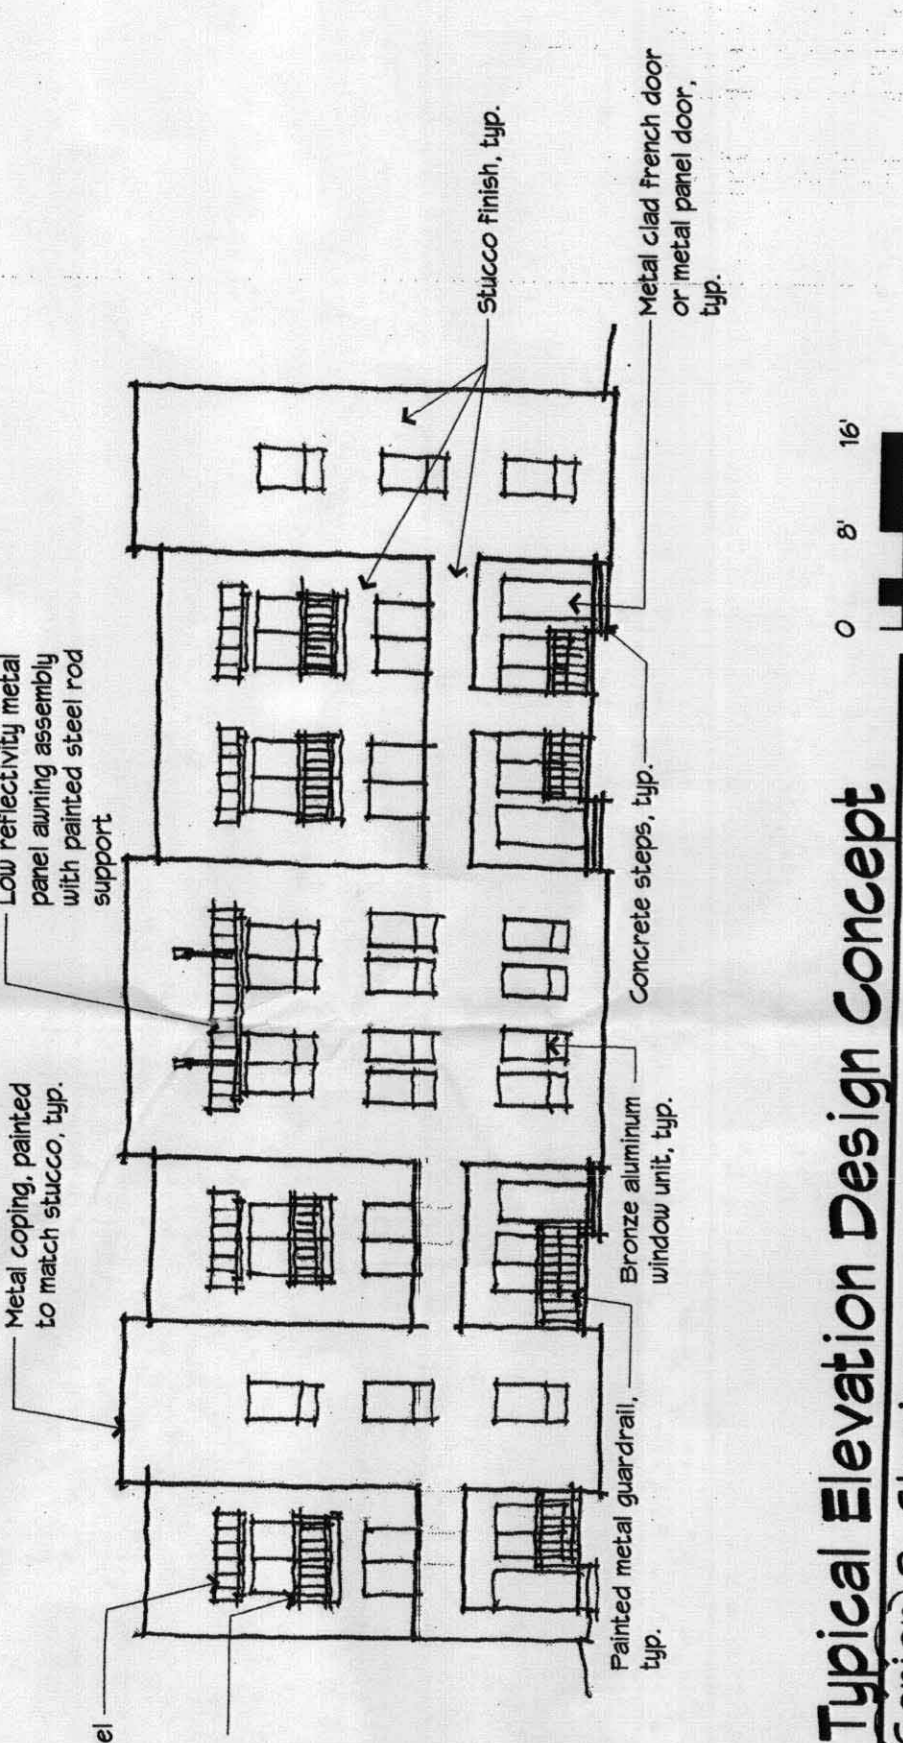 Low reflectivity metal
panel awning assembly
with painted steel rod
support
Metal coping, painted
to match stucco, typ.
el
Stucco finish, typ.
Metal clad french door
or metal panel door,
typ.
Concrete steps, typ.
Bronze aluminum
window unit, typ.
Painted metal guardrail,
typ.
0 8' 16'
Typical Elevation Design Concept